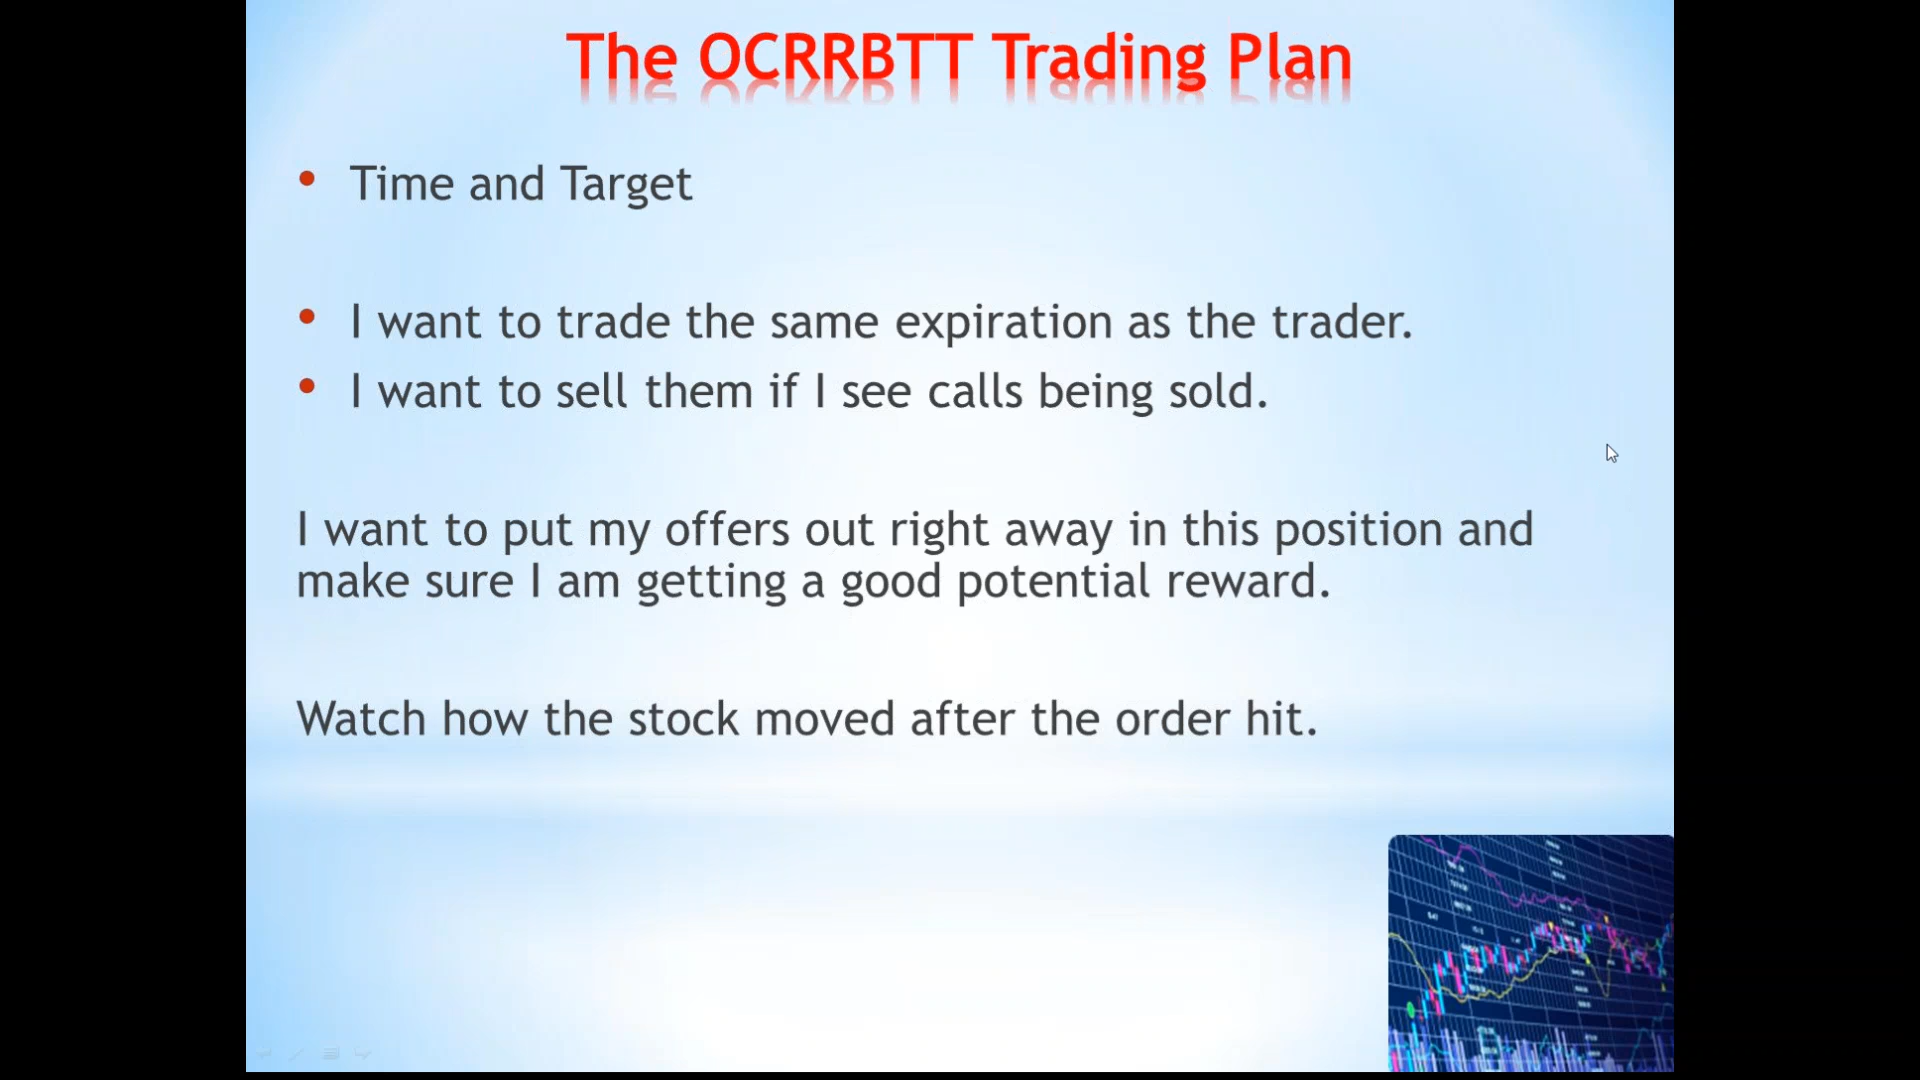 The OCRRBTT Trading Plan
• Time and Target
• I want to trade the same expiration as the trader.
• I want to sell them if I see calls being sold.
I want to put my offers out right away in this position and
make sure I am getting a good potential reward.
Watch how the stock moved after the order hit.